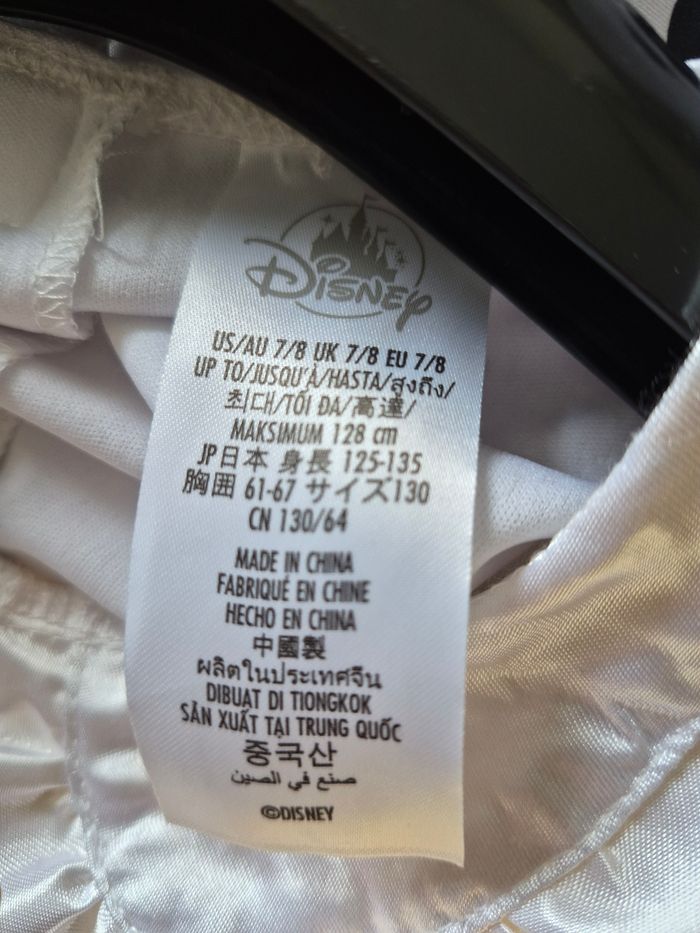 Disney
US/AU 7/8 UK 7/8 EU 7/8
UP TO/JUSQU'À/HASTA/สูงถึง/
최대/TỐI ĐA/高達/
MAKSIMUM 128 cm
JP日本 身長 125-135
胸囲 61-67 サイズ130
CN 130/64
MADE IN CHINA
FABRIQUÉ EN CHINE
HECHO EN CHINA
中國製
ผลิตในประเทศจีน
DIBUAT DI TIONGKOK
SẢN XUẤT TẠI TRUNG QUỐC
중국산
صنع في الصين
©DISNEY